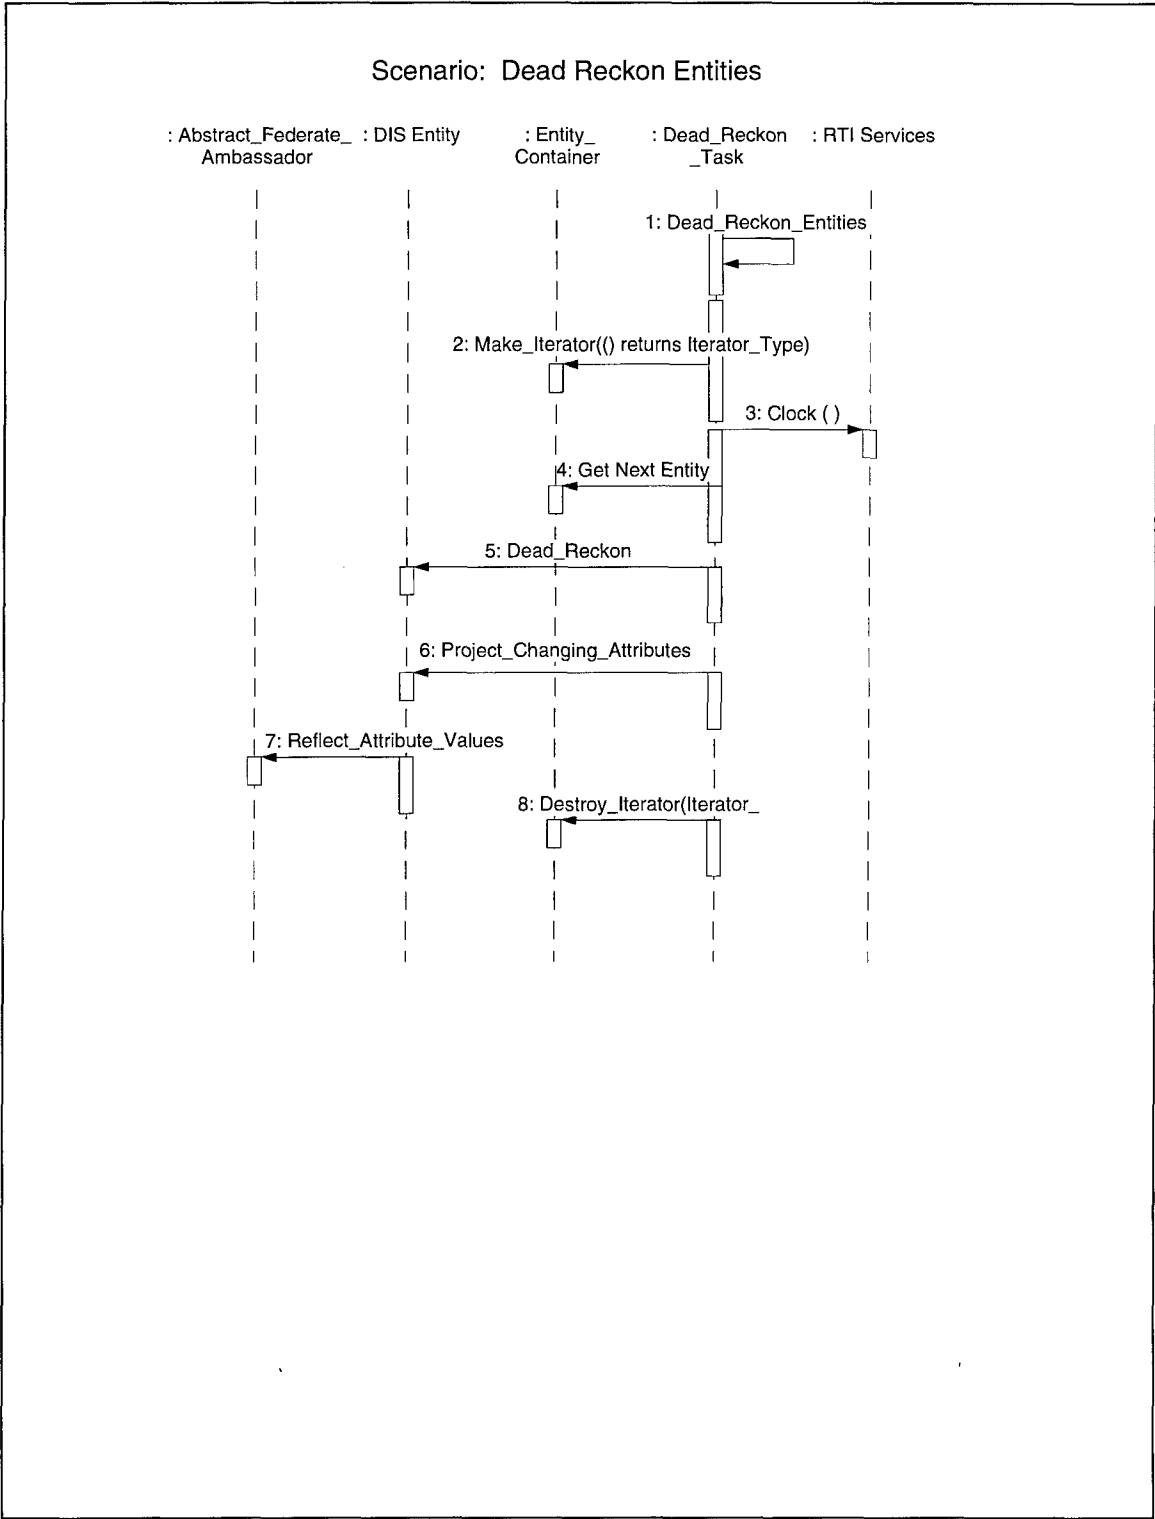 Scenario: Dead Reckon Entities
: Abstract_Federate_
Ambassador
: DIS Entity
: Entity_
Container
: Dead_Reckon
_Task
: RTI Services
1: Dead_Reckon_Entities
2: Make_Iterator(() returns Iterator_Type)
3: Clock ( )
4: Get Next Entity
5: Dead_Reckon
6: Project_Changing_Attributes
7: Reflect_Attribute_Values
8: Destroy_Iterator(Iterator_